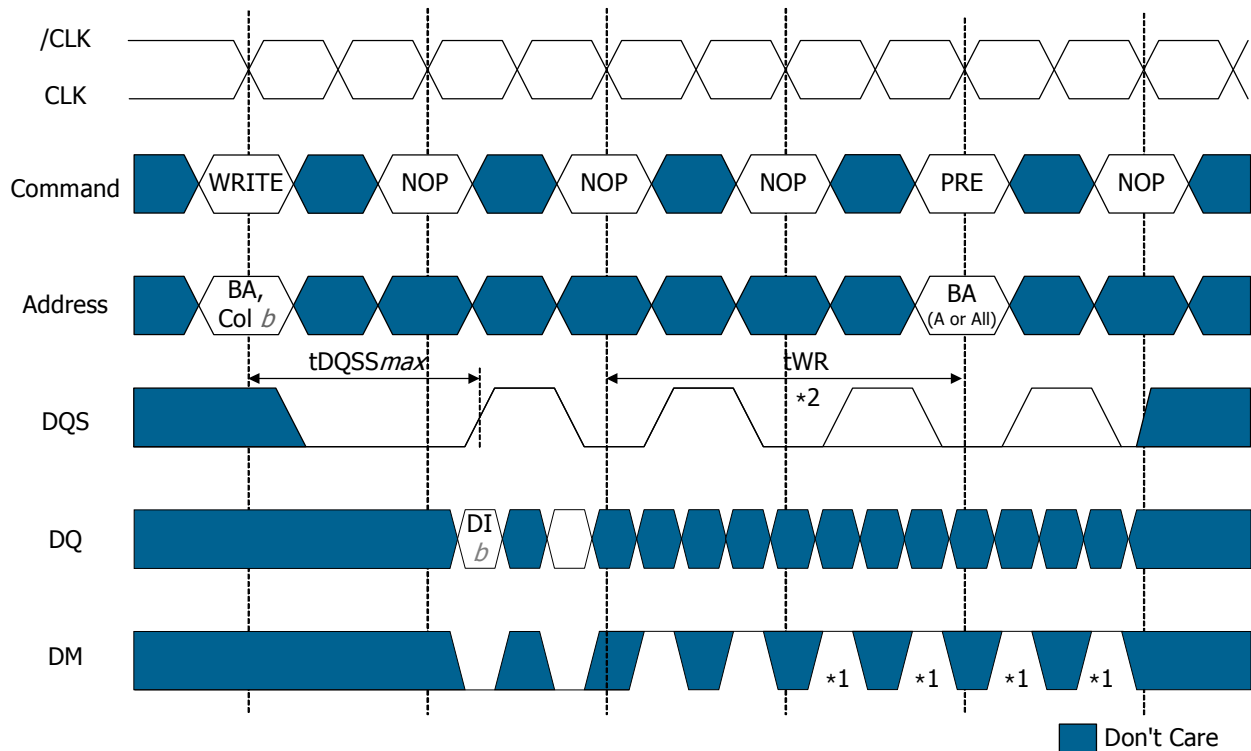 /CLK
CLK
Command
WRITE NOP NOP NOP PRE NOP
Address
BA,
Col b
BA
(A or All)
tDQSSmax
tWR
DQS
*2
DQ
DI
b
DM
*1 *1 *1 *1
Don't Care